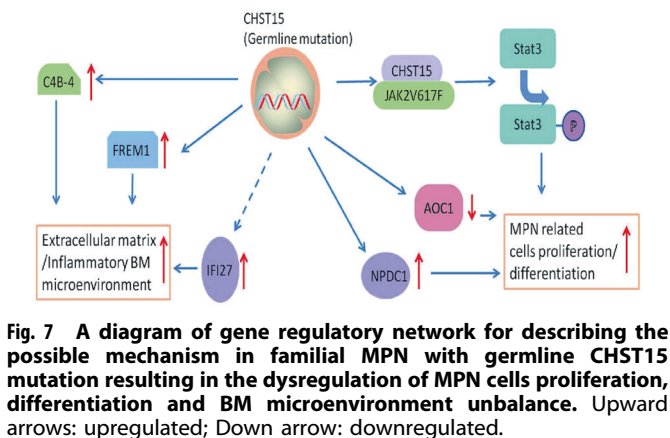 CHST15
(Germline mutation)
C4B-4
CHST15
JAK2V617F
Stat3
Stat3
P
FREM1
AOC1
Extracellular matrix
/Inflammatory BM
microenvironment
IFI27
NPDC1
MPN related
cells proliferation/
differentiation
Fig. 7 A diagram of gene regulatory network for describing the
possible mechanism in familial MPN with germline CHST15
mutation resulting in the dysregulation of MPN cells proliferation,
differentiation and BM microenvironment unbalance. Upward
arrows: upregulated; Down arrow: downregulated.